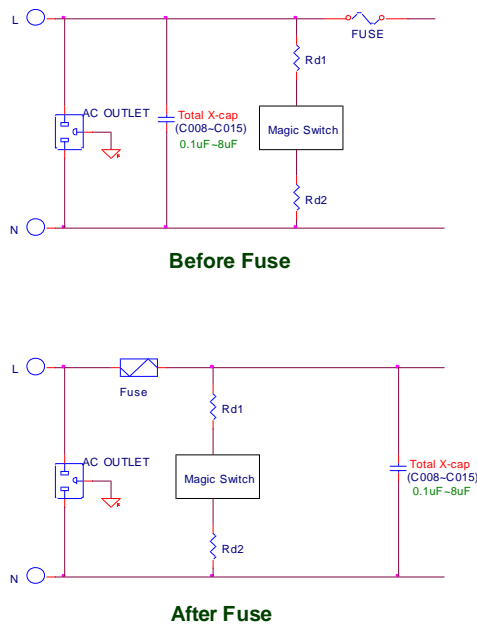 L
FUSE
Rd1
AC OUTLET
Total X-cap
(C008~C015)
0.1uF~8uF
Magic Switch
Rd2
N
Before Fuse
L
Fuse
Rd1
AC OUTLET
Magic Switch
Total X-cap
(C008~C015)
0.1uF~8uF
Rd2
N
After Fuse